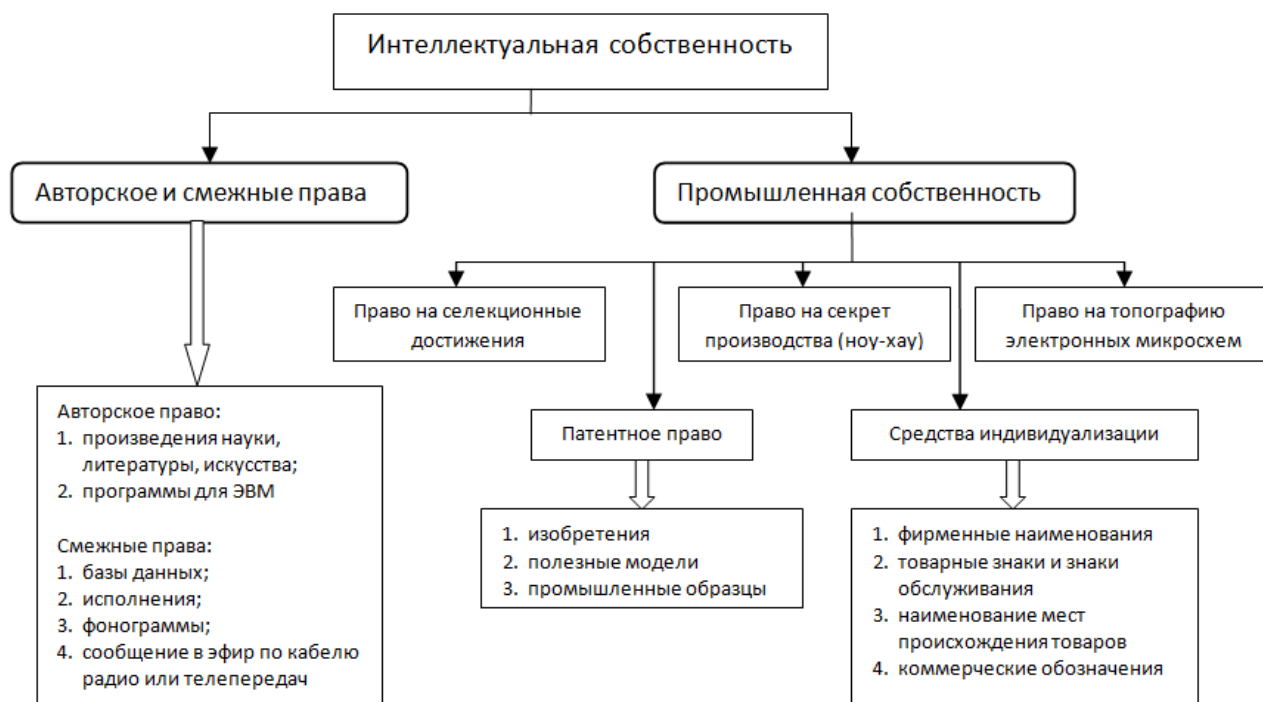 Интеллектуальная собственность
Авторское и смежные права
Промышленная собственность
Право на селекционные
достижения
Право на секрет
производства (ноу-хау)
Право на топографию
электронных микросхем
Авторское право:
1. произведения науки,
литературы, искусства;
2. программы для ЭВМ
Смежные права:
1. базы данных;
2. исполнения;
3. фонограммы;
4. сообщение в эфир по кабелю
радио или телепередач
Патентное право
1. изобретения
2. полезные модели
3. промышленные образцы
Средства индивидуализации
1. фирменные наименования
2. товарные знаки и знаки
обслуживания
3. наименование мест
происхождения товаров
4. коммерческие обозначения